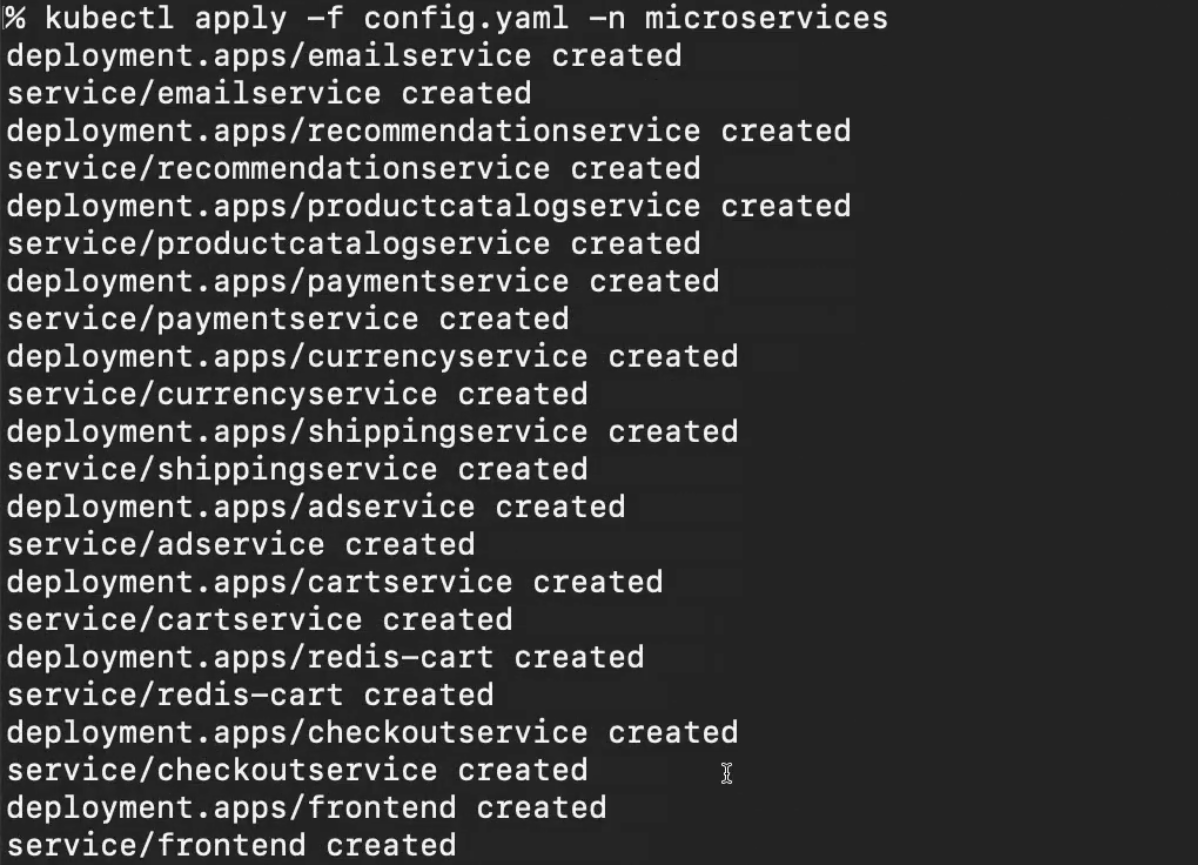 % kubectl apply -f config.yaml -n microservices
deployment.apps/emailservice created
service/emailservice created
deployment.apps/recommendationservice created
service/recommendationservice created
deployment.apps/productcatalogservice created
service/productcatalogservice created
deployment.apps/paymentservice created
service/paymentservice created
deployment.apps/currencyservice created
service/currencyservice created
deployment.apps/shippingservice created
service/shippingservice created
deployment.apps/adservice created
service/adservice created
deployment.apps/cartservice created
service/cartservice created
deployment.apps/redis-cart created
service/redis-cart created
deployment.apps/checkoutservice created
service/checkoutservice created
deployment.apps/frontend created
service/frontend created